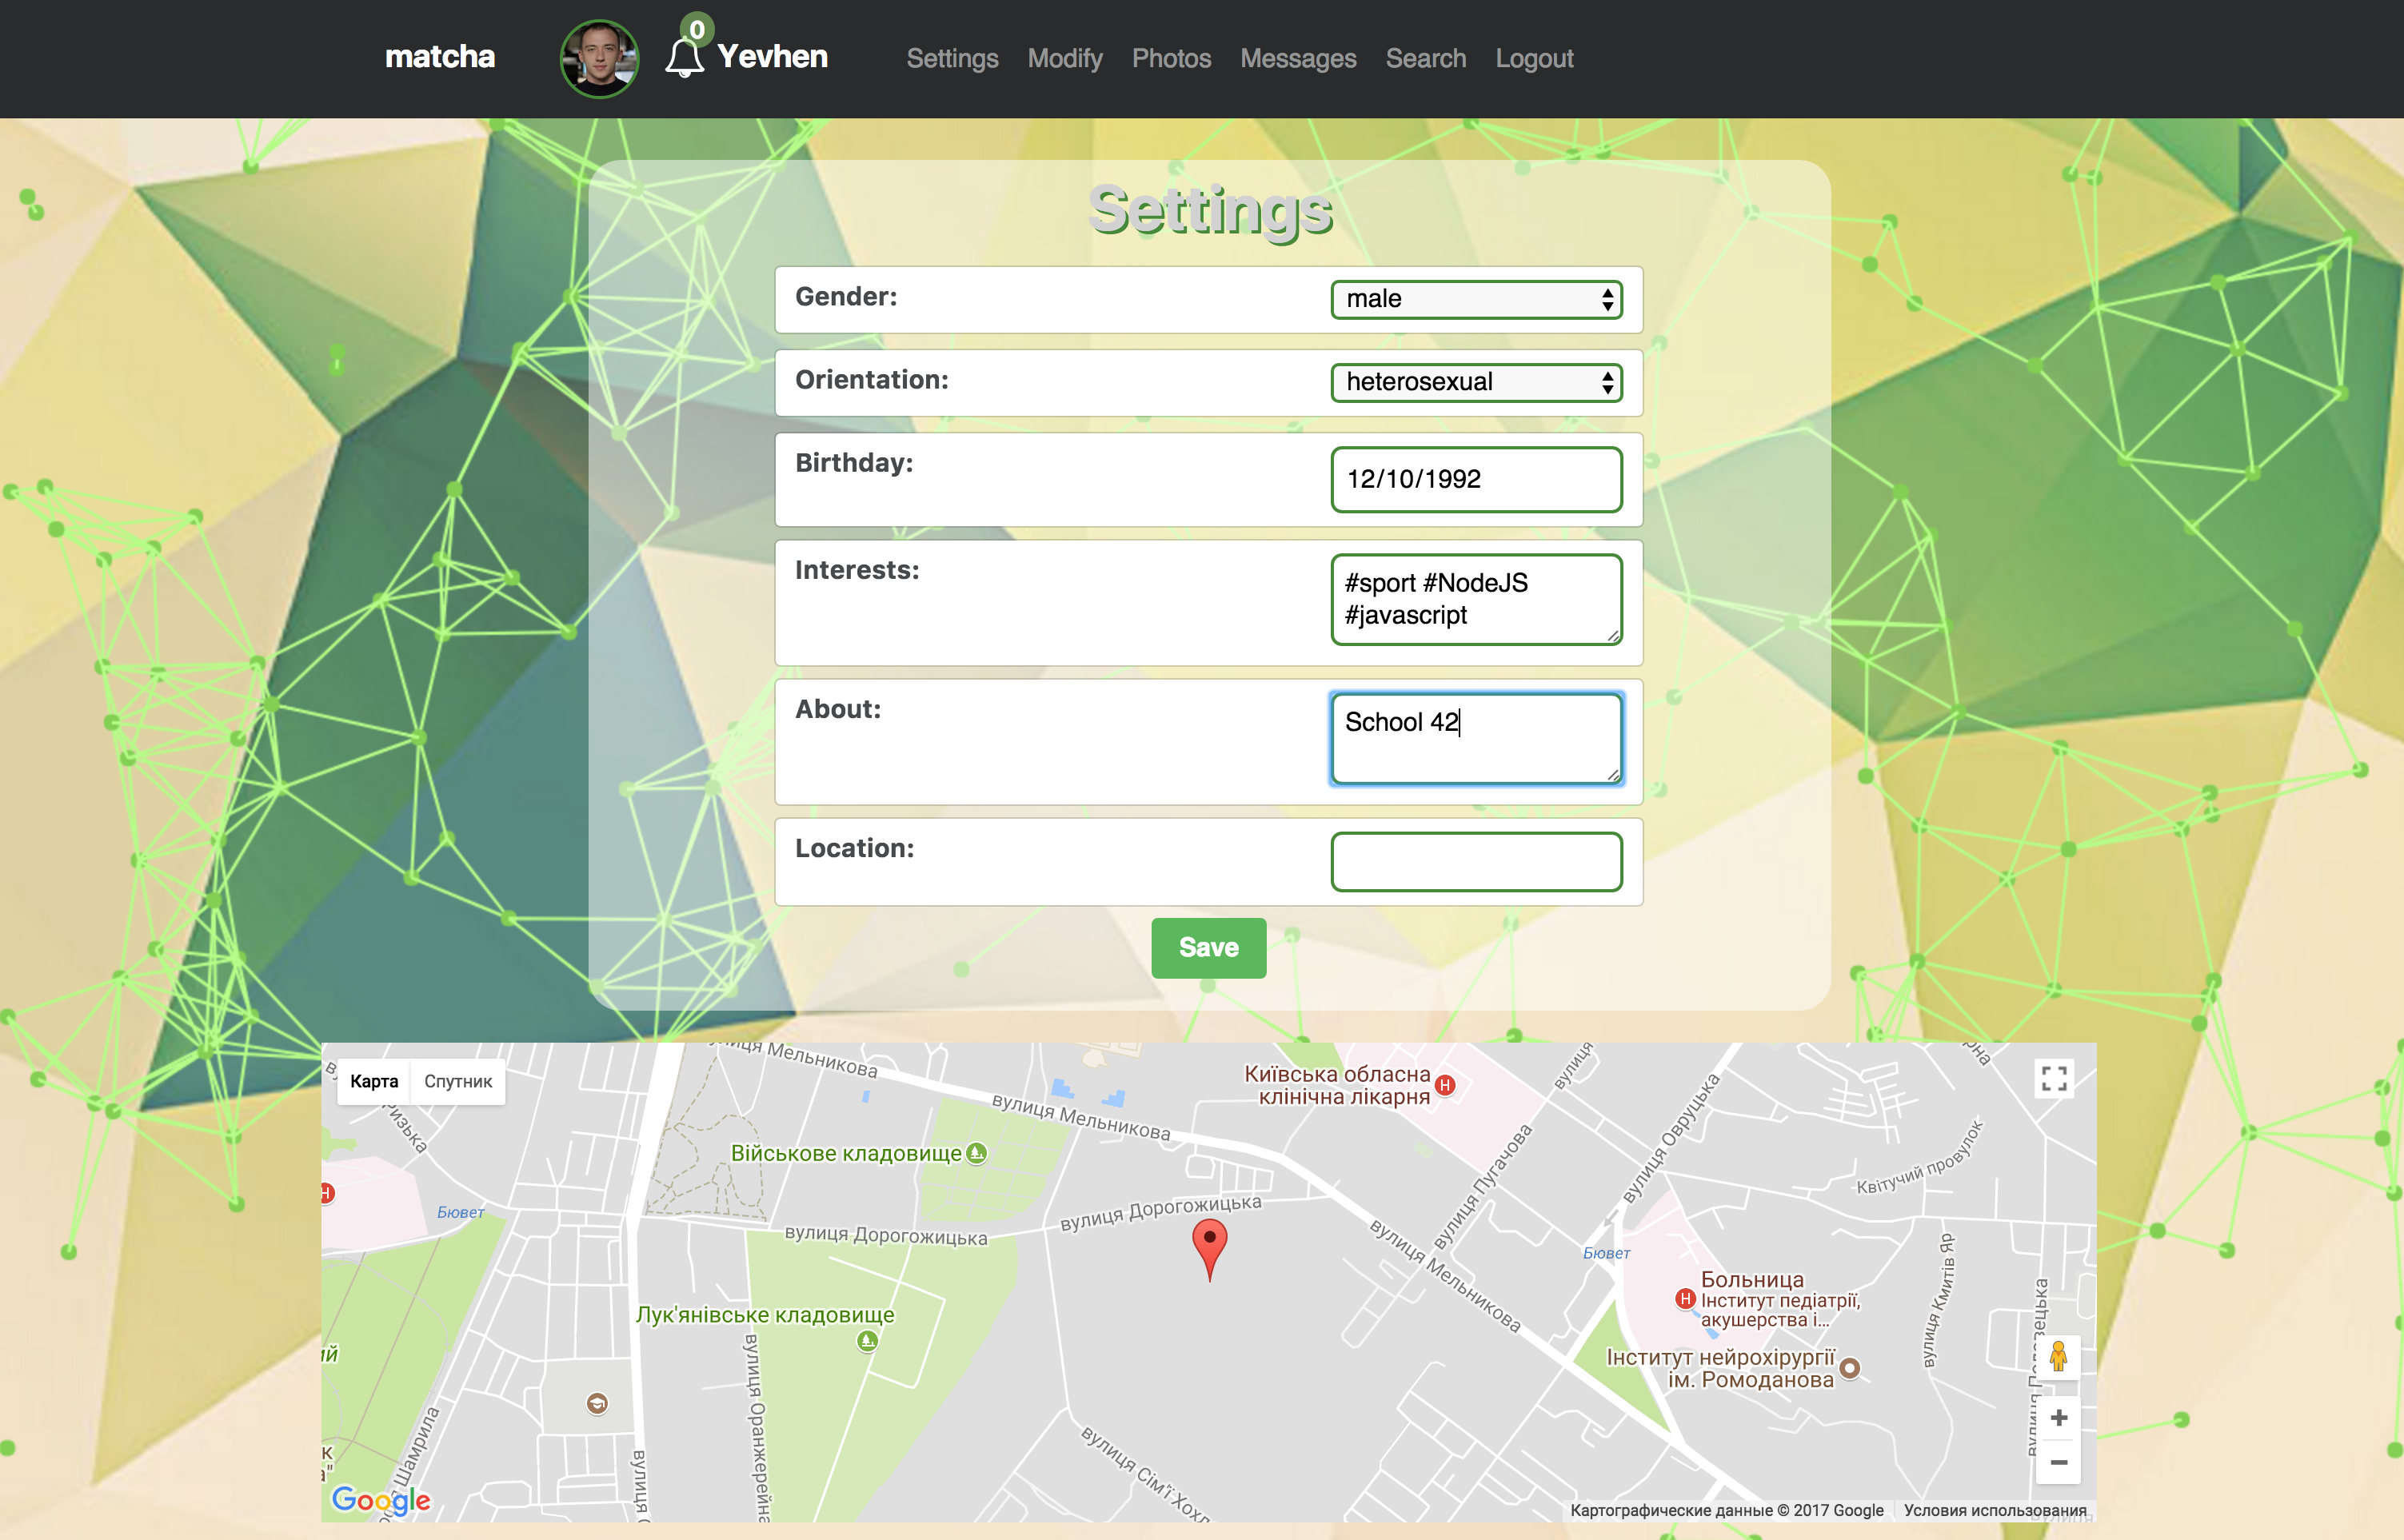 matcha
0
Yevhen
Settings
Modify
Photos
Messages
Search
Logout
Settings
Gender:
male
Orientation:
heterosexual
Birthday:
12/10/1992
Interests:
#sport #NodeJS
#javascript
About:
School 42
Location:
Save
Карта
Спутник
вулиця Мельникова
вулиця Мельникова
Київська обласна
клінічна лікарня
вулиця Овруцька
Військове кладовище
вулиця Пугачова
Квітучий провулок
Бювет
вулиця Дорогожицька
вулиця Дорогожицька
вулиця Мельникова
Бювет
Больница
Інститут педіатрії,
акушерства і...
вулиця Кмитів Яр
Лук'янівське кладовище
Інститут нейрохірургії
ім. Ромоданова
вулиця Оранжерейна
Шамрила
вулиця Сім'ї Хохл
вулиця
Google
Картографические данные © 2017 Google
Условия использования